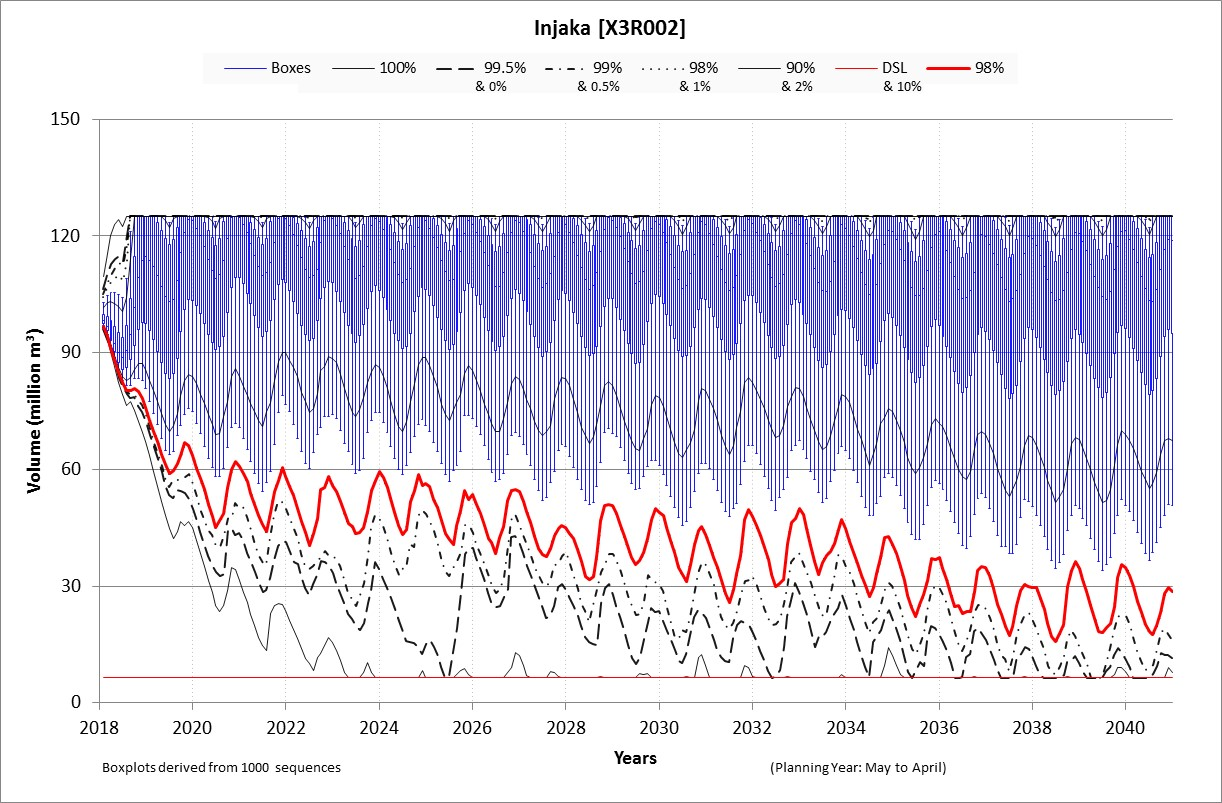 Injaka [X3R002]
Boxes 100% 99.5% 99% 98% 90% DSL 98%
& 0% & 0.5% & 1% & 2% & 10%
150
120
90
60
30
0
Volume (million m³)
2018 2020 2022 2024 2026 2028 2030 2032 2034 2036 2038 2040
Years
Boxplots derived from 1000 sequences
(Planning Year: May to April)